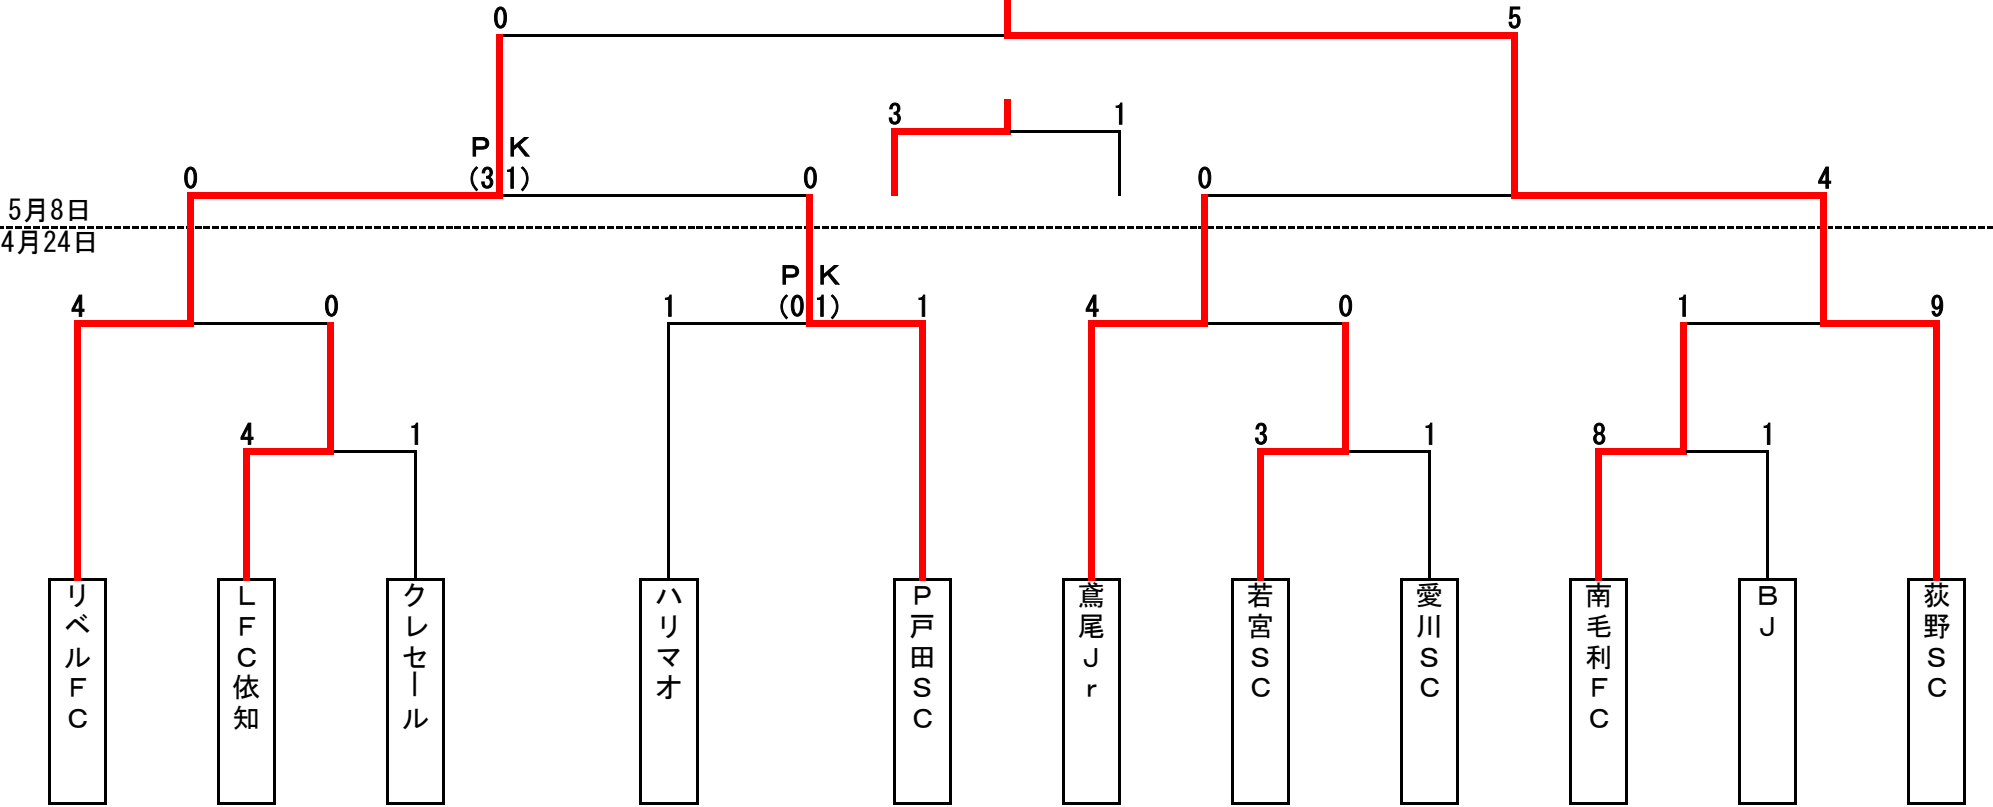 0 5
3 1
PK
0 (3 1) 0 0 4
5月8日
4月24日
PK
4 0 1 (0 1) 1 4 0 1 9
4 1 3 1 8 1
リベルFC
LFC依知
クレセール
ハリマオ
P戸田SC
鳶尾Jr
若宮SC
愛川SC
南毛利FC
BJ
荻野SC